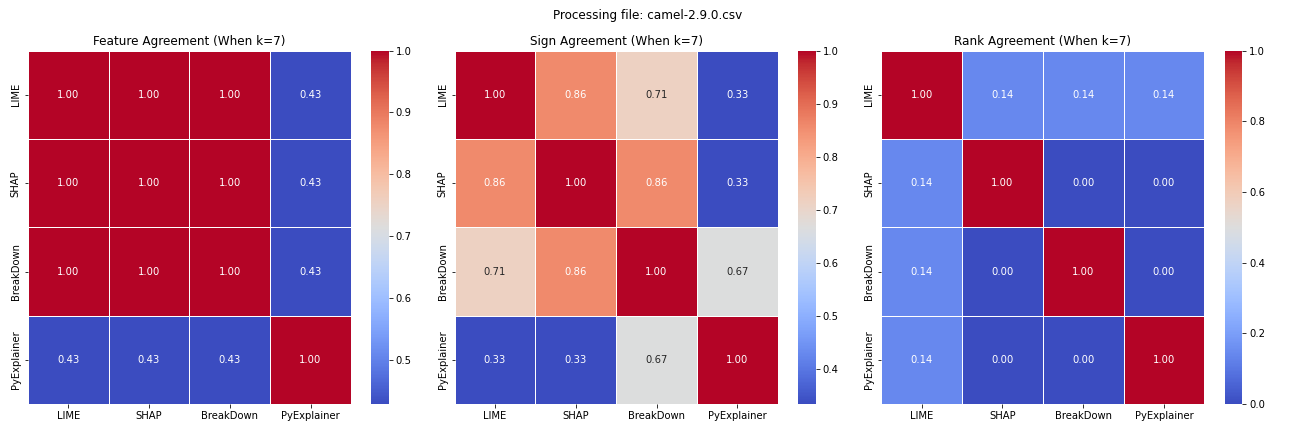 Processing file: camel-2.9.0.csv
Feature Agreement (When k=7)
LIME
SHAP
BreakDown
PyExplainer
1.00 1.00 1.00 0.43
1.00 1.00 1.00 0.43
1.00 1.00 1.00 0.43
0.43 0.43 0.43 1.00
LIME SHAP BreakDown PyExplainer
1.0
0.9
0.8
0.7
0.6
0.5
Sign Agreement (When k=7)
LIME
SHAP
BreakDown
PyExplainer
1.00 0.86 0.71 0.33
0.86 1.00 0.86 0.33
0.71 0.86 1.00 0.67
0.33 0.33 0.67 1.00
LIME SHAP BreakDown PyExplainer
1.0
0.9
0.8
0.7
0.6
0.5
0.4
Rank Agreement (When k=7)
LIME
SHAP
BreakDown
PyExplainer
1.00 0.14 0.14 0.14
0.14 1.00 0.00 0.00
0.14 0.00 1.00 0.00
0.14 0.00 0.00 1.00
LIME SHAP BreakDown PyExplainer
1.0
0.8
0.6
0.4
0.2
0.0